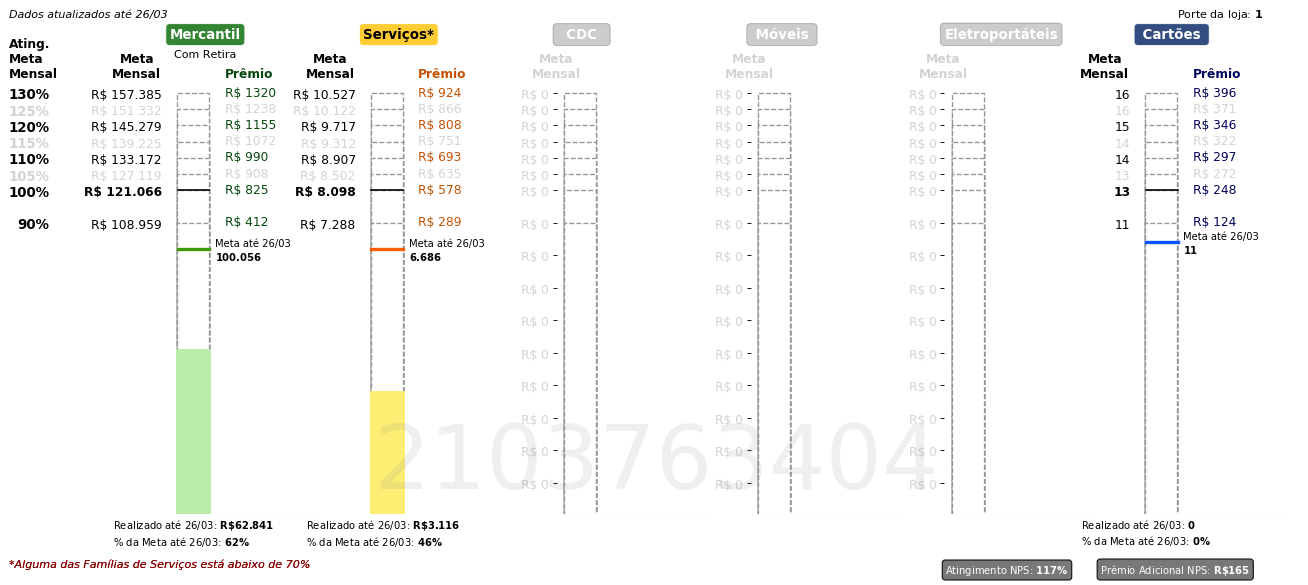 Dados atualizados até 26/03
Porte da loja: 1
Mercantil
Serviços*
CDC
Móveis
Eletroportáteis
Cartões
Ating. Meta Mensal
Meta Mensal
Com Retira
Prêmio
Meta Mensal
Prêmio
Meta Mensal
Meta Mensal
Meta Mensal
Meta Mensal
Prêmio
130% R$ 157.385 R$ 1320 R$ 10.527 R$ 924 R$ 0 R$ 0 R$ 0 16 R$ 396
125% R$ 151.332 R$ 1238 R$ 10.122 R$ 866 R$ 0 R$ 0 R$ 0 16 R$ 371
120% R$ 145.279 R$ 1155 R$ 9.717 R$ 808 R$ 0 R$ 0 R$ 0 15 R$ 346
115% R$ 139.225 R$ 1072 R$ 9.312 R$ 751 R$ 0 R$ 0 R$ 0 14 R$ 322
110% R$ 133.172 R$ 990 R$ 8.907 R$ 693 R$ 0 R$ 0 R$ 0 14 R$ 297
105% R$ 127.119 R$ 908 R$ 8.502 R$ 635 R$ 0 R$ 0 R$ 0 13 R$ 272
100% R$ 121.066 R$ 825 R$ 8.098 R$ 578 R$ 0 R$ 0 R$ 0 13 R$ 248
90% R$ 108.959 R$ 412 R$ 7.288 R$ 289 R$ 0 R$ 0 R$ 0 11 R$ 124
Meta até 26/03
100.056
Meta até 26/03
6.686
Meta até 26/03
11
R$ 0 R$ 0 R$ 0
R$ 0 R$ 0 R$ 0
R$ 0 R$ 0 R$ 0
R$ 0 R$ 0 R$ 0
R$ 0 R$ 0 R$ 0
R$ 0 R$ 0 R$ 0
R$ 0 R$ 0 R$ 0
R$ 0 R$ 0 R$ 0
2103763404
Realizado até 26/03: R$62.841
% da Meta até 26/03: 62%
Realizado até 26/03: R$3.116
% da Meta até 26/03: 46%
Realizado até 26/03: 0
% da Meta até 26/03: 0%
*Alguma das Famílias de Serviços está abaixo de 70%
Atingimento NPS: 117%
Prêmio Adicional NPS: R$165